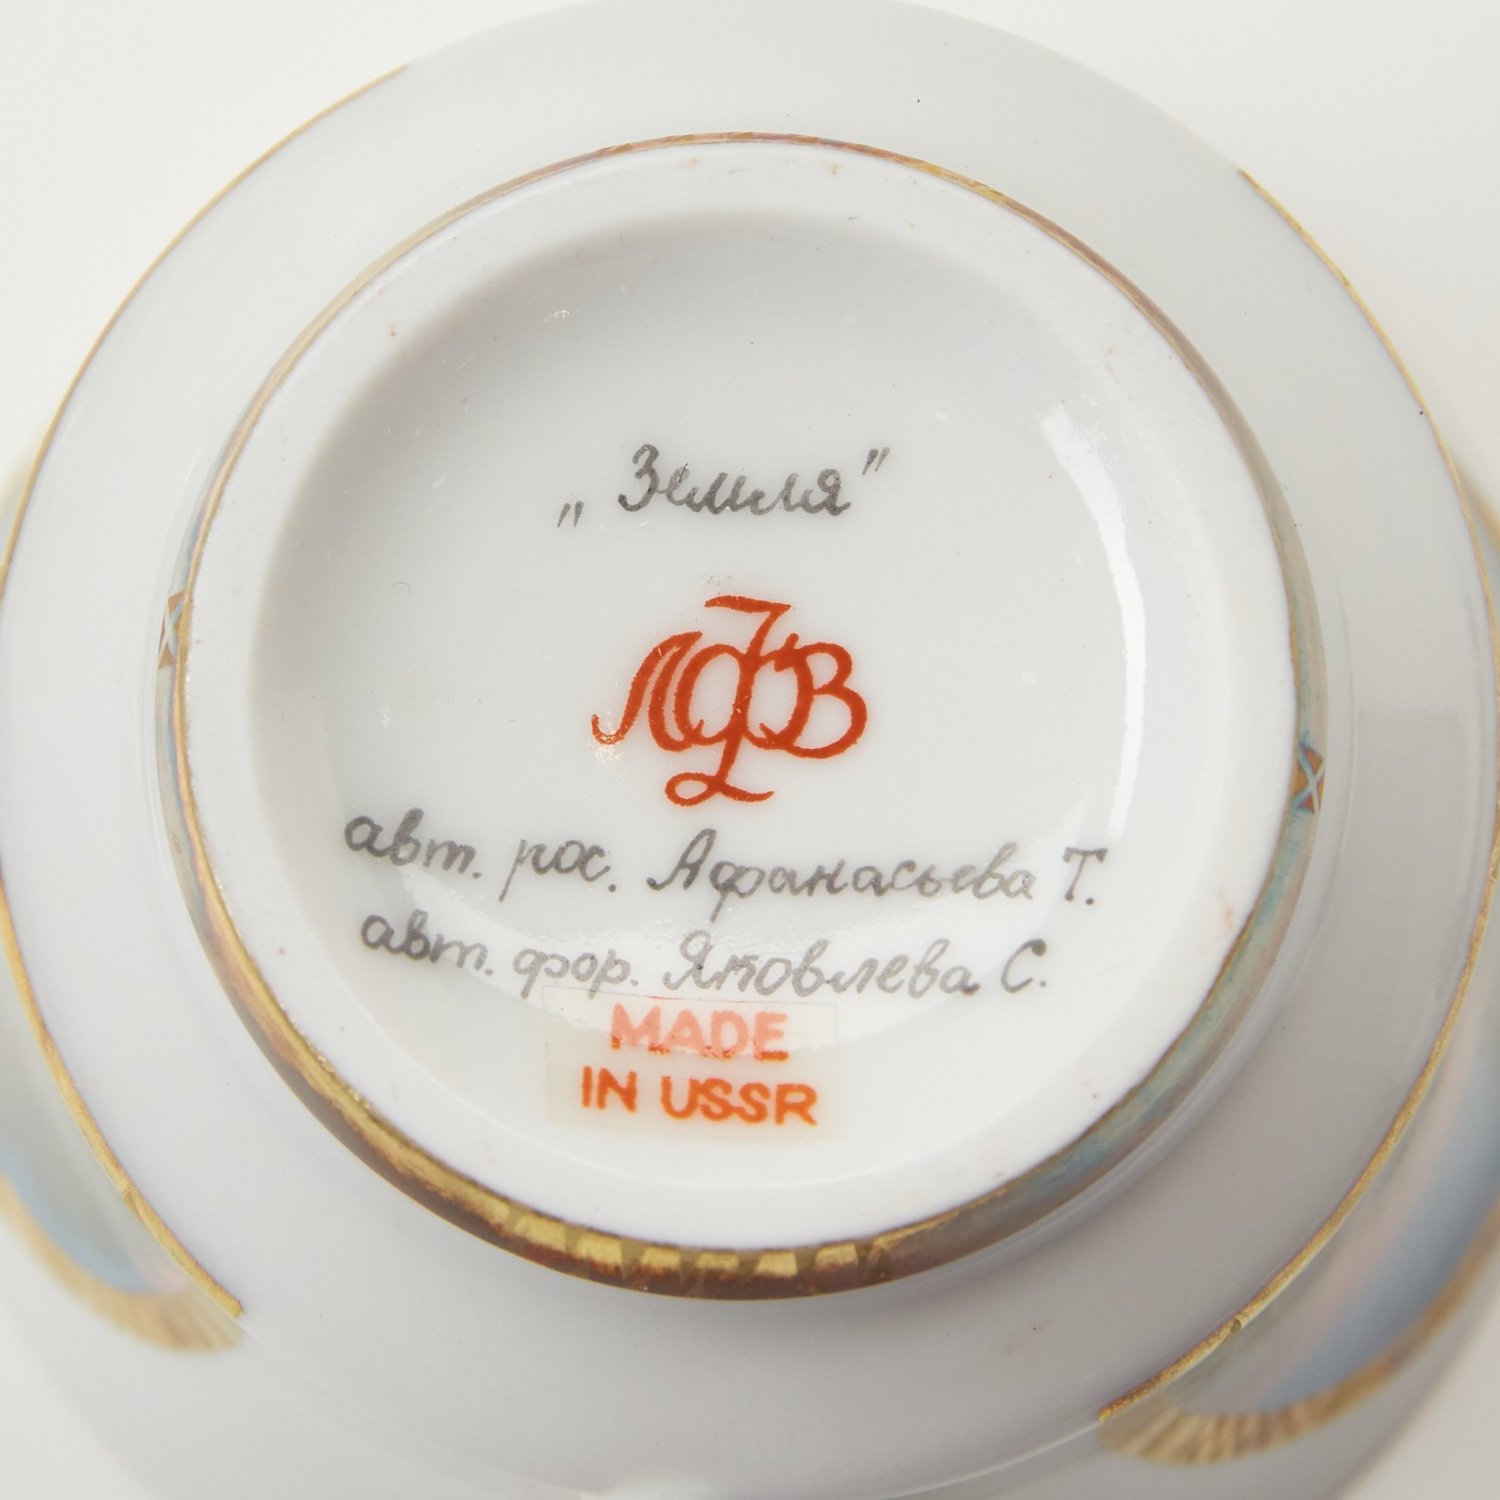 „Земля"
ЛФЗ
авт. рос. Афанасьева Т.
авт. фор. Яковлева С.
MADE
IN USSR